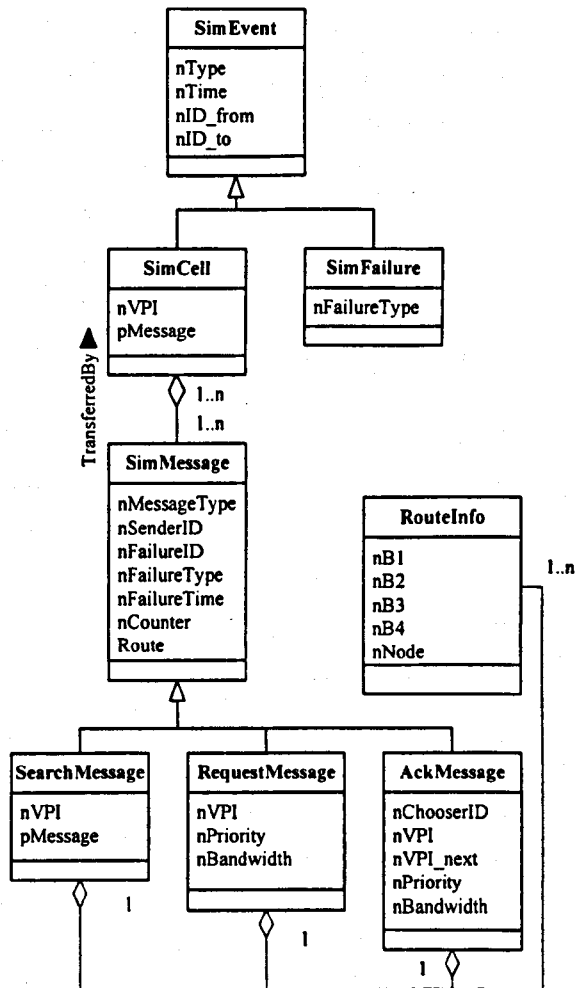 SimEvent
nType
nTime
nID_from
nID_to
SimCell
nVPI
pMessage
SimFailure
nFailureType
TransferredBy
1..n
1..n
SimMessage
nMessageType
nSenderID
nFailureID
nFailureType
nFailureTime
nCounter
Route
RouteInfo
nB1
nB2
nB3
nB4
nNode
1..n
SearchMessage
nVPI
pMessage
RequestMessage
nVPI
nPriority
nBandwidth
AckMessage
nChooserID
nVPI
nVPI_next
nPriority
nBandwidth
1
1
1